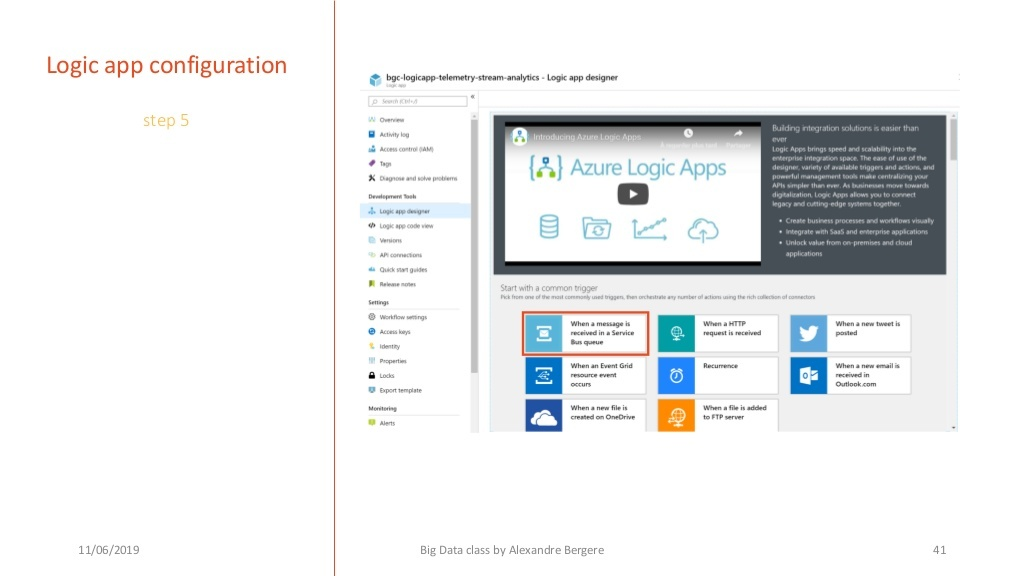 Logic app configuration
step 5
bgc-logicapp-telemetry-stream-analytics - Logic app designer
Logic app
Search (Ctrl+/)
«
Overview
Activity log
Access control (IAM)
Tags
Diagnose and solve problems
Development Tools
Logic app designer
Logic app code view
Versions
API connections
Quick start guides
Release notes
Settings
Workflow settings
Access keys
Identity
Properties
Locks
Export template
Monitoring
Alerts
Introducing Azure Logic Apps
À regarder plus tard
Partager
Azure Logic Apps
Building integration solutions is easier than
ever
Logic Apps brings speed and scalability into the
enterprise integration space. The ease of use of the
designer, variety of available triggers and actions, and
powerful management tools make centralizing your
APIs simpler than ever. As businesses move towards
digitalization, Logic Apps allows you to connect
legacy and cutting-edge systems together.
• Create business processes and workflows visually
• Integrate with SaaS and enterprise applications
• Unlock value from on-premises and cloud
applications
Start with a common trigger
Pick from one of the most commonly used triggers, then orchestrate any number of actions using the rich collection of connectors
When a message is
received in a Service
Bus queue
When a HTTP
request is received
When a new tweet is
posted
When an Event Grid
resource event
occurs
Recurrence
When a new email is
received in
Outlook.com
When a new file is
created on OneDrive
When a file is added
to FTP server
11/06/2019
Big Data class by Alexandre Bergere
41